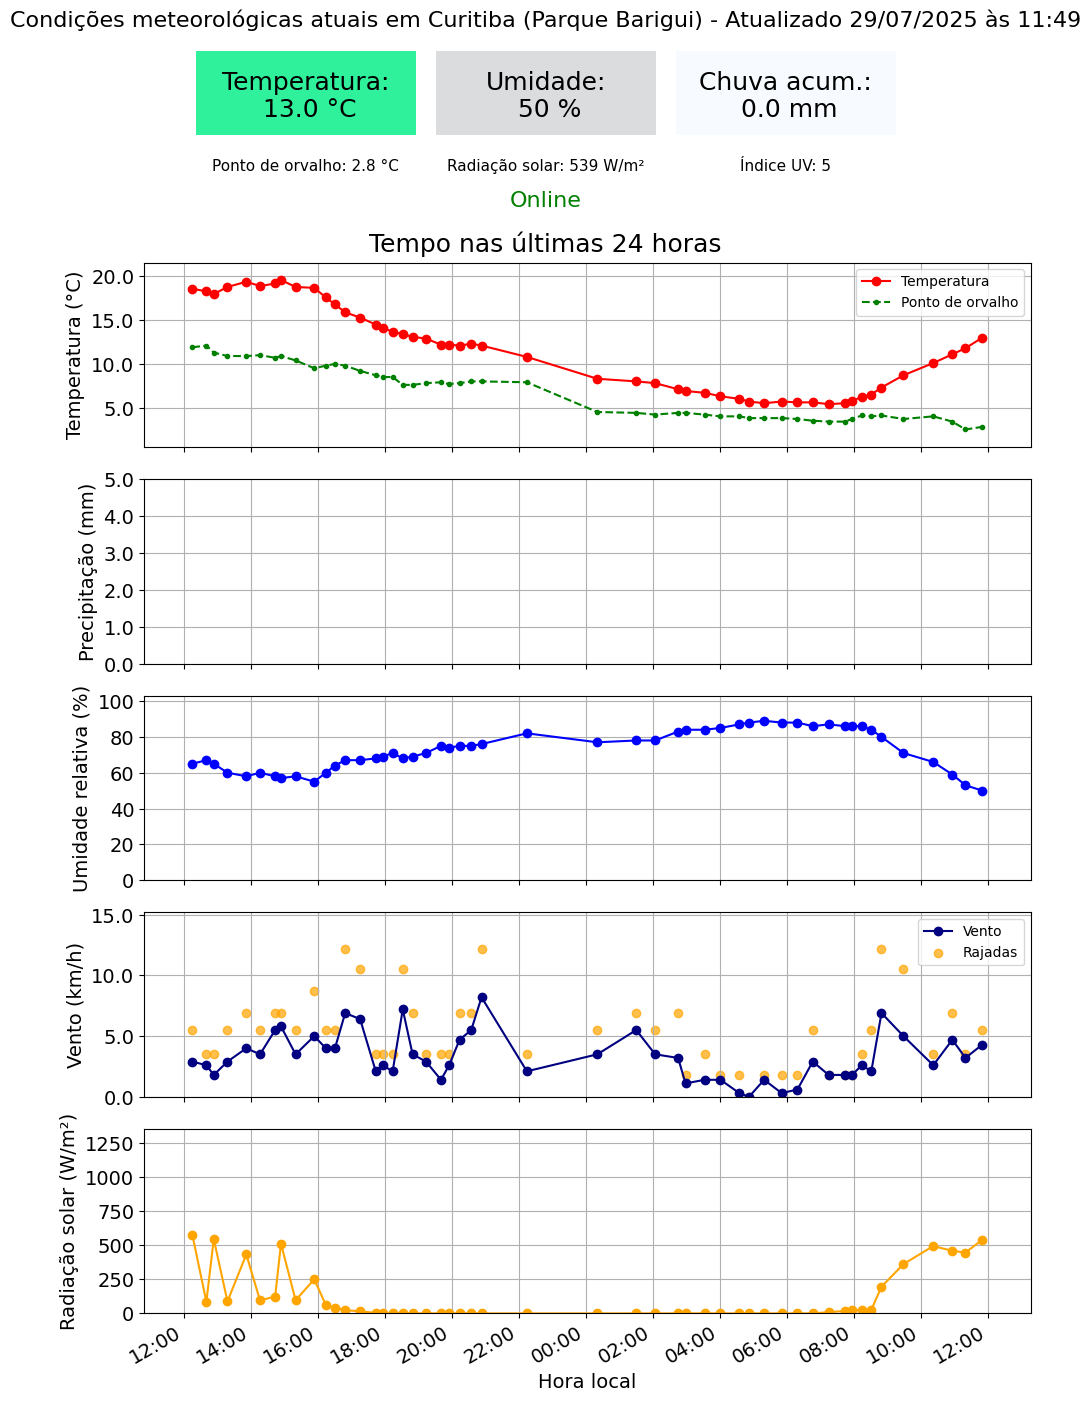 Condições meteorológicas atuais em Curitiba (Parque Barigui) - Atualizado 29/07/2025 às 11:49
Temperatura:
13.0 °C
Umidade:
50 %
Chuva acum.:
0.0 mm
Ponto de orvalho: 2.8 °C
Radiação solar: 539 W/m²
Índice UV: 5
Online
Tempo nas últimas 24 horas
Temperatura (°C)
20.0
15.0
10.0
5.0
Temperatura
Ponto de orvalho
Precipitação (mm)
5.0
4.0
3.0
2.0
1.0
0.0
Umidade relativa (%)
100
80
60
40
20
0
Vento (km/h)
15.0
10.0
5.0
0.0
Vento
Rajadas
Radiação solar (W/m²)
1250
1000
750
500
250
0
12:00
14:00
16:00
18:00
20:00
22:00
00:00
02:00
04:00
06:00
08:00
10:00
12:00
Hora local